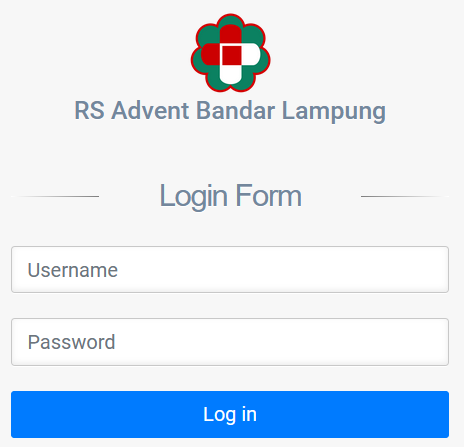 RS Advent Bandar Lampung
Login Form
Username
Password
Log in